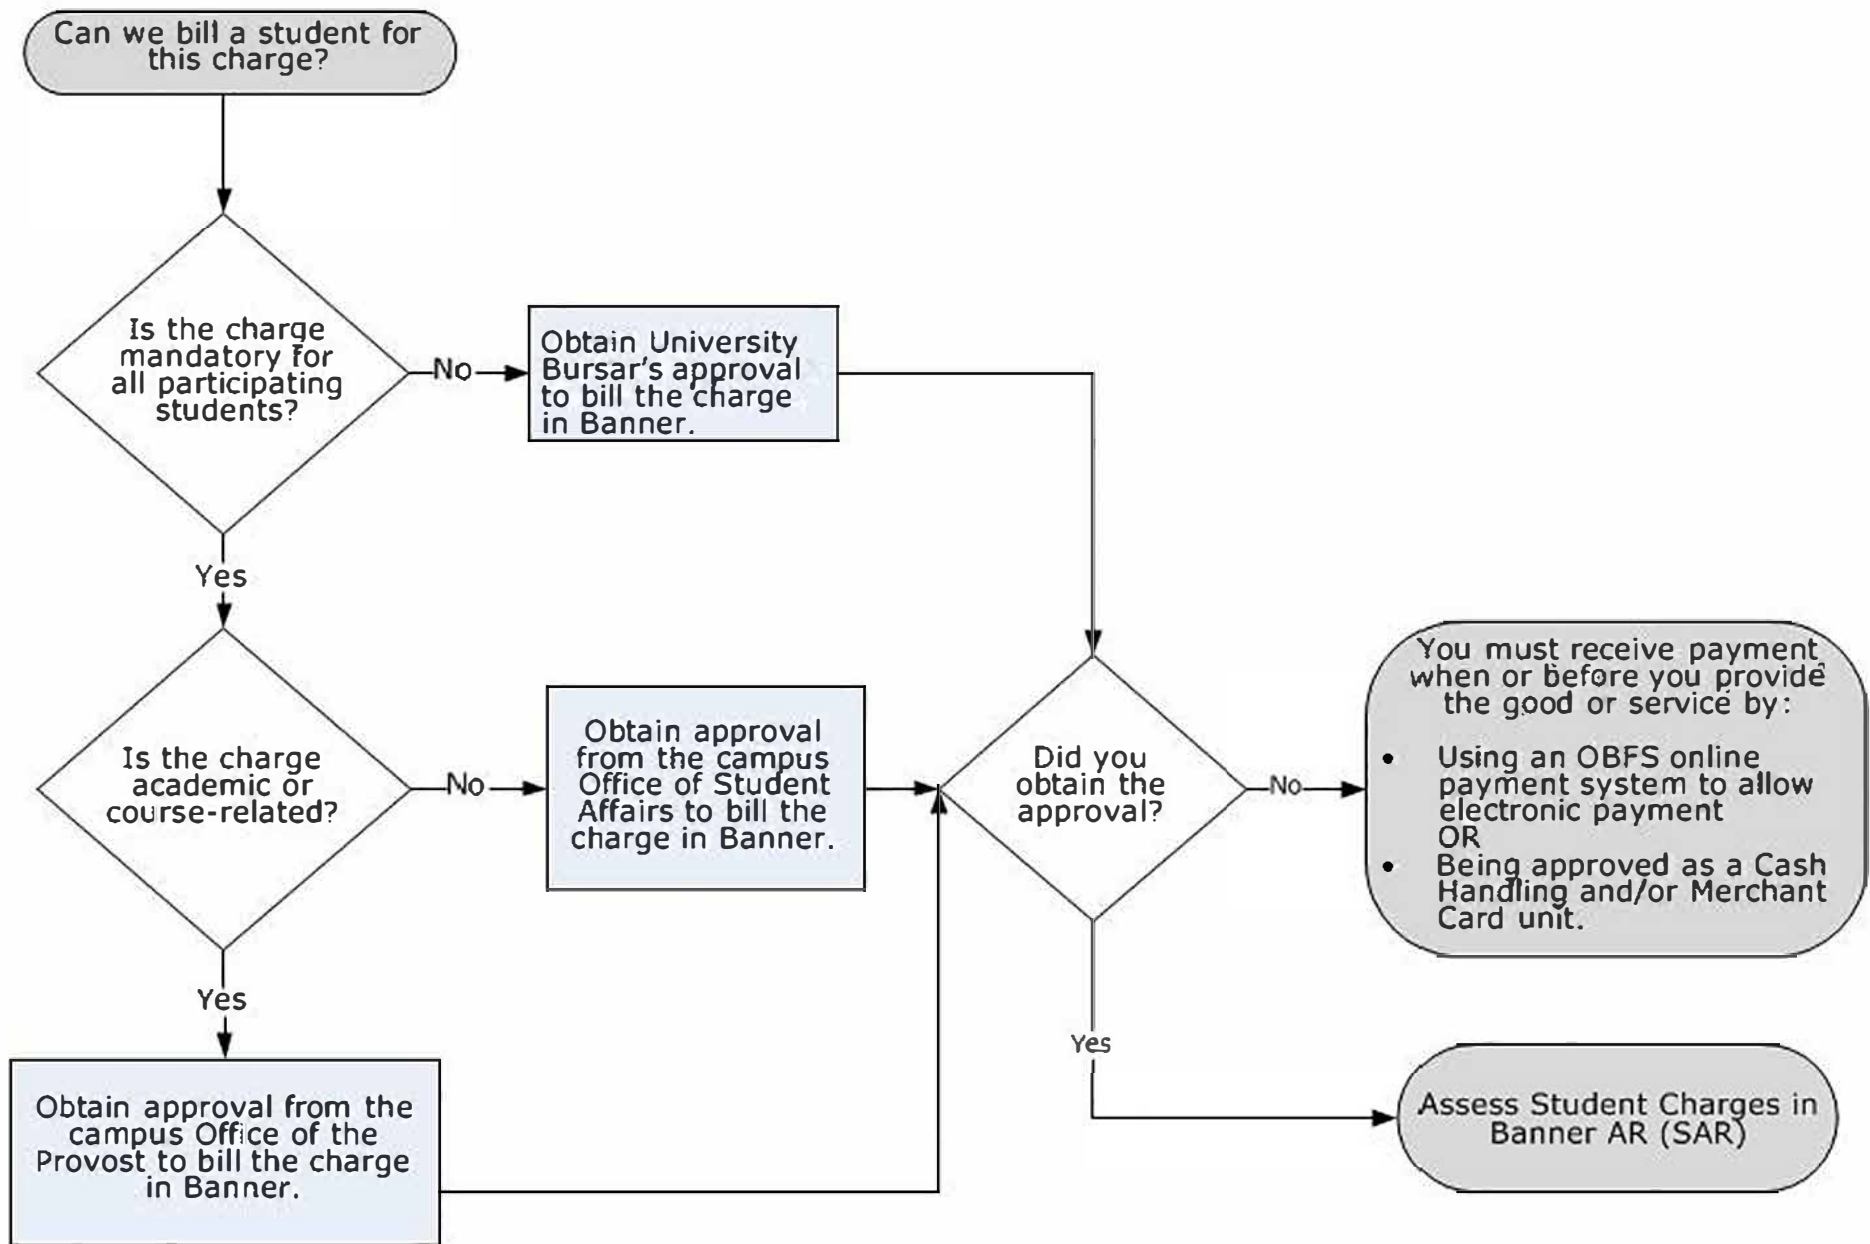 Can we bill a student for
this charge?
Is the charge
mandatory for
all participating
students?
No
Obtain University
Bursar's approval
to bill the charge
in Banner.
Yes
Is the charge
academic or
course-related?
No
Obtain approval
from the campus
Office of Student
Affairs to bill the
charge in Banner.
Did you
obtain the
approval?
No
You must receive payment
when or before you provide
the good or service by:
• Using an OBFS online
payment system to allow
electronic payment
OR
• Being approved as a Cash
Handling and/or Merchant
Card unit.
Yes
Obtain approval from the
campus Office of the
Provost to bill the charge
in Banner.
Yes
Assess Student Charges in
Banner AR (SAR)